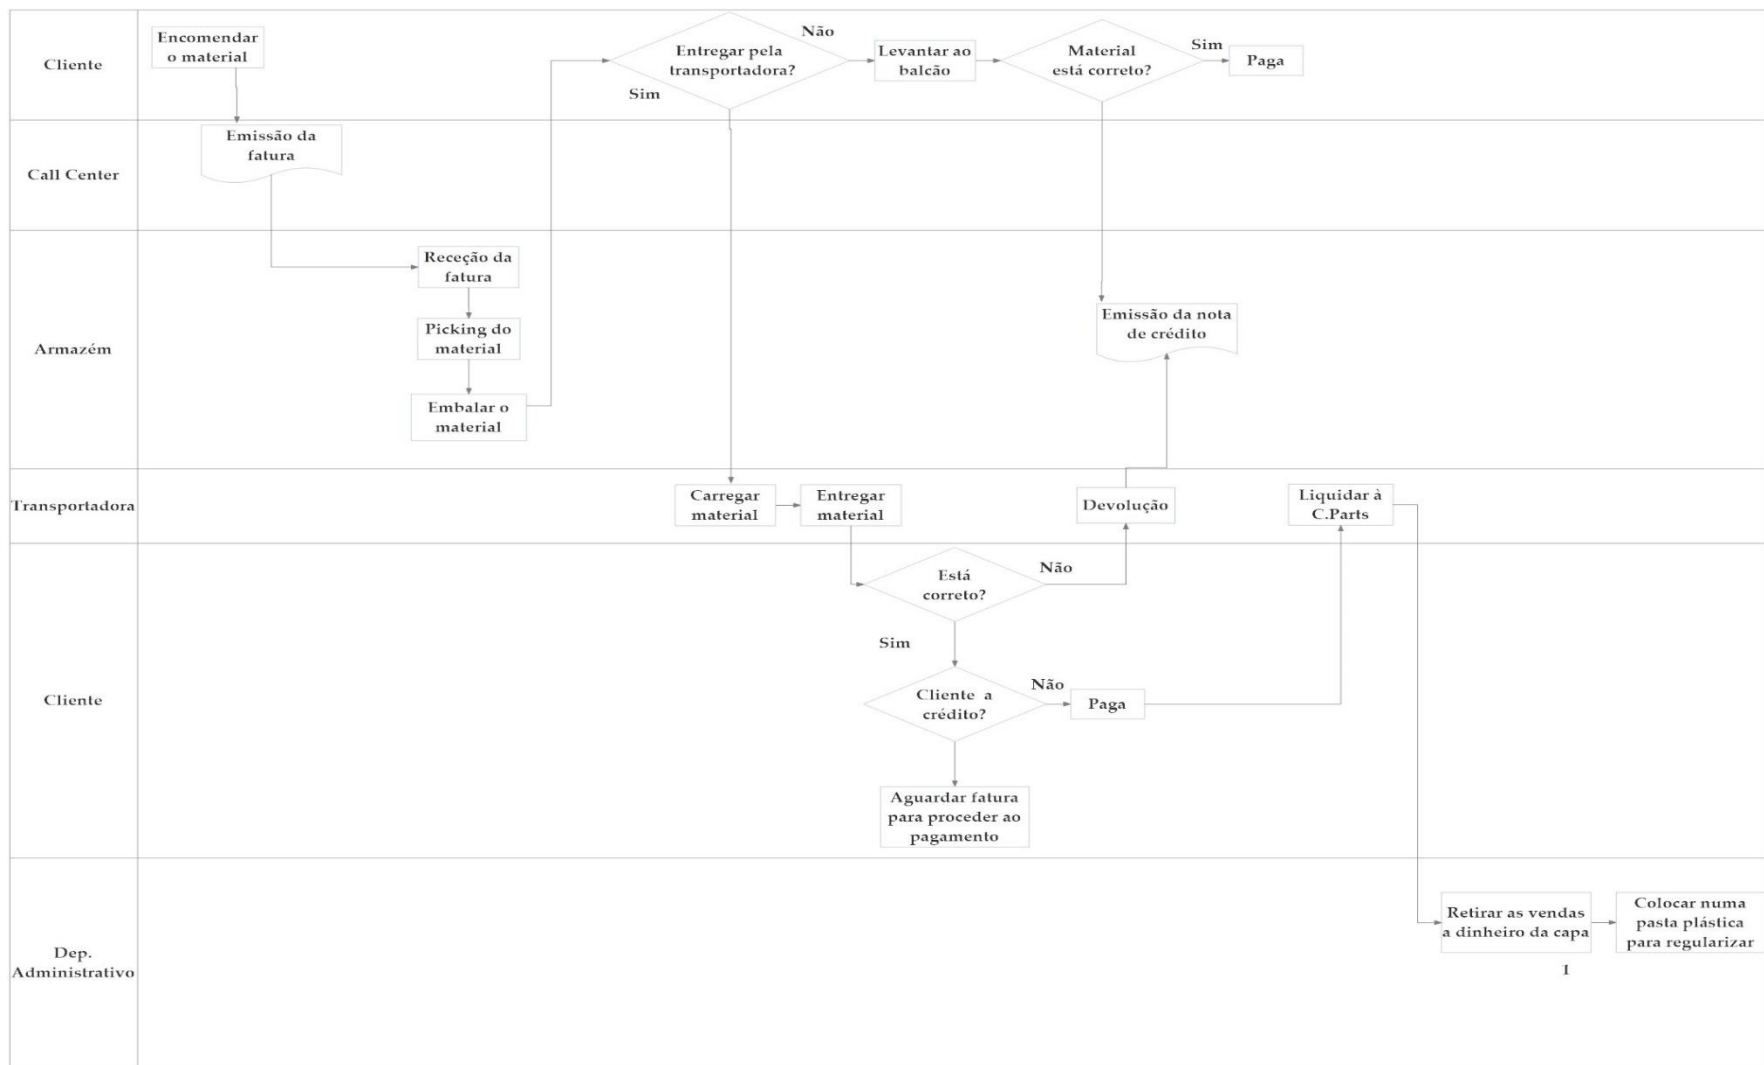 Cliente
Encomendar
o material
Entregar pela
transportadora?
Não
Sim
Levantar ao
balcão
Material
está correto?
Sim
Paga
Call Center
Emissão da
fatura
Armazém
Receção da
fatura
Picking do
material
Embalar o
material
Emissão da nota
de crédito
Transportadora
Carregar
material
Entregar
material
Devolução
Liquidar à
C.Parts
Cliente
Está
correto?
Não
Sim
Cliente a
crédito?
Não
Paga
Aguardar fatura
para proceder ao
pagamento
Dep.
Administrativo
Retirar as vendas
a dinheiro da capa
Colocar numa
pasta plástica
para regularizar
I